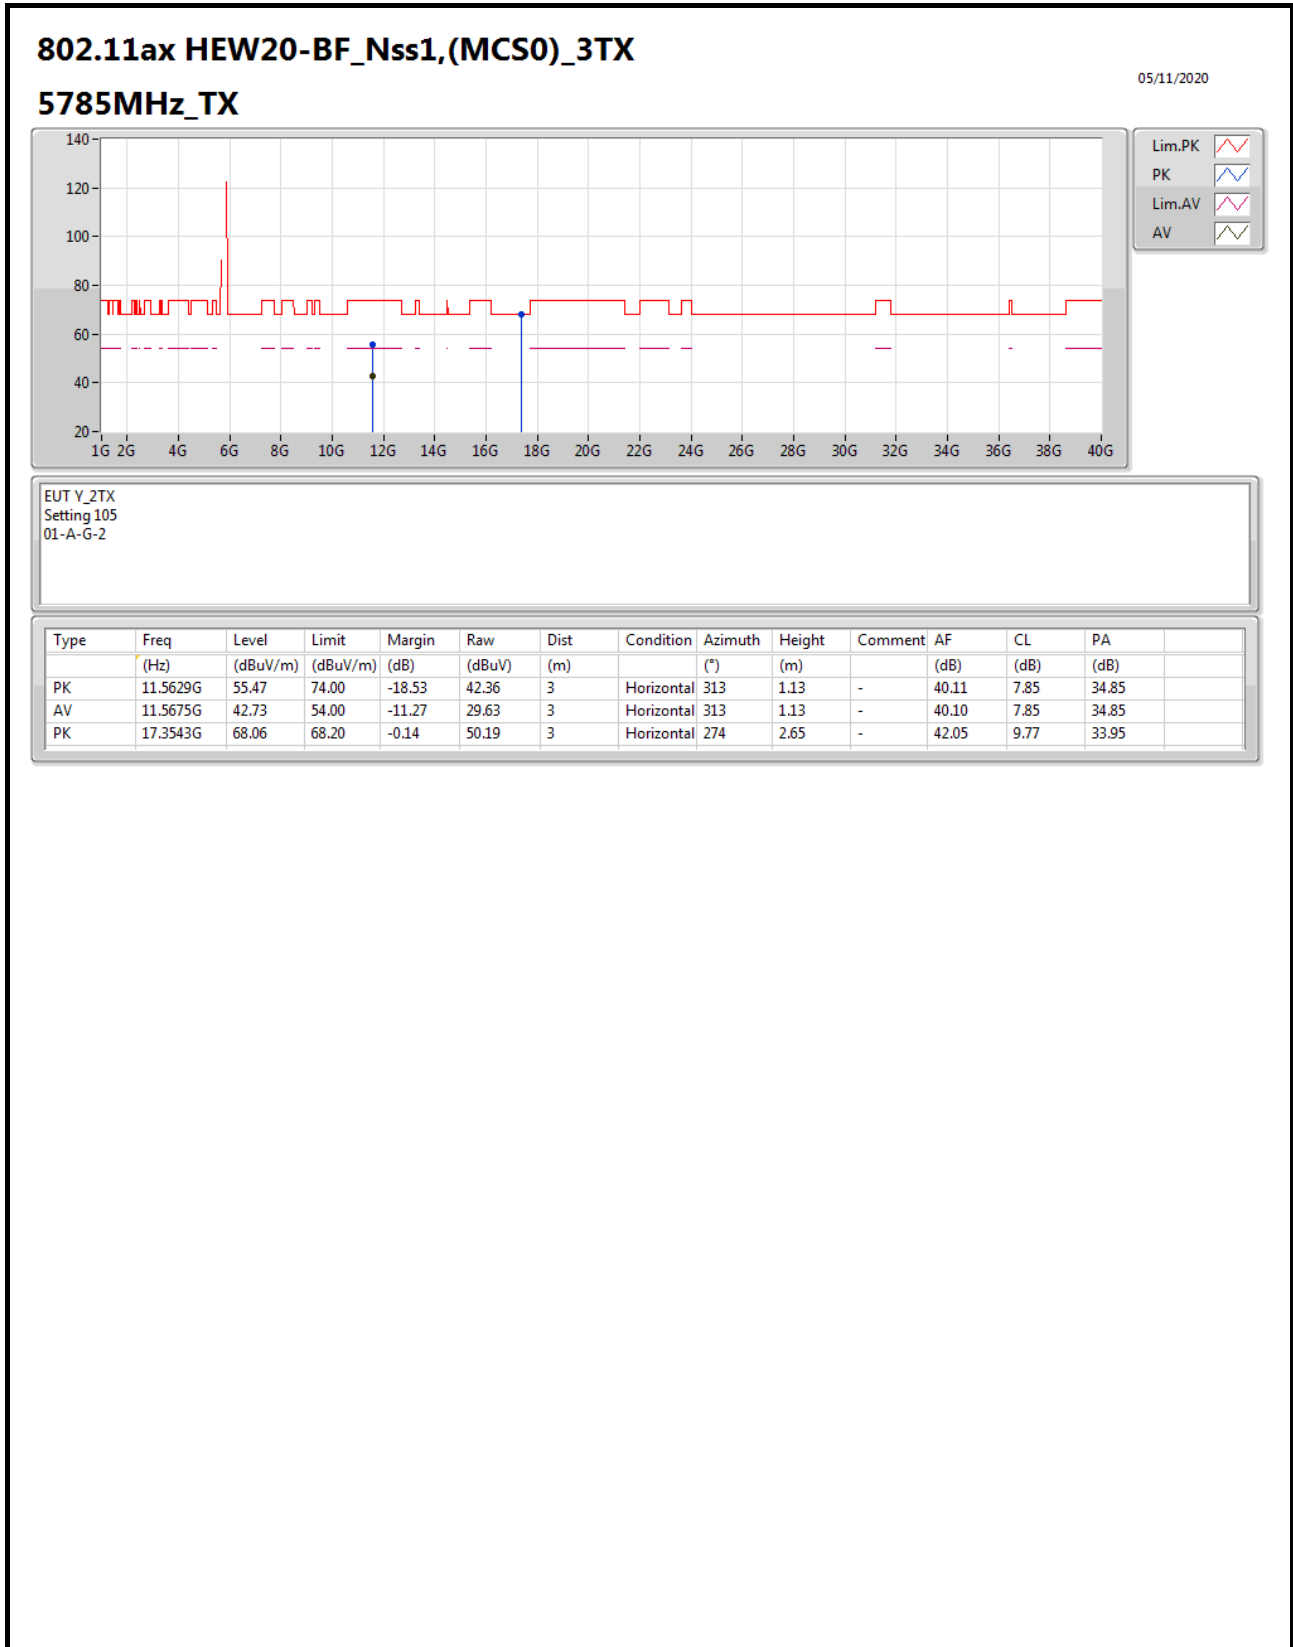 802.11ax HEW20-BF_Nss1,(MCS0)_3TX
05/11/2020
5785MHz_TX
140
120
100
80
60
40
20
1G 2G 4G 6G 8G 10G 12G 14G 16G 18G 20G 22G 24G 26G 28G 30G 32G 34G 36G 38G 40G
Lim.PK
PK
Lim.AV
AV
EUT Y_2TX
Setting 105
01-A-G-2
Type Freq Level Limit Margin Raw Dist Condition Azimuth Height Comment AF CL PA
(Hz) (dBuV/m) (dBuV/m) (dB) (dBuV) (m) (°) (m) (dB) (dB) (dB)
PK 11.5629G 55.47 74.00 -18.53 42.36 3 Horizontal 313 1.13 - 40.11 7.85 34.85
AV 11.5675G 42.73 54.00 -11.27 29.63 3 Horizontal 313 1.13 - 40.10 7.85 34.85
PK 17.3543G 68.06 68.20 -0.14 50.19 3 Horizontal 274 2.65 - 42.05 9.77 33.95